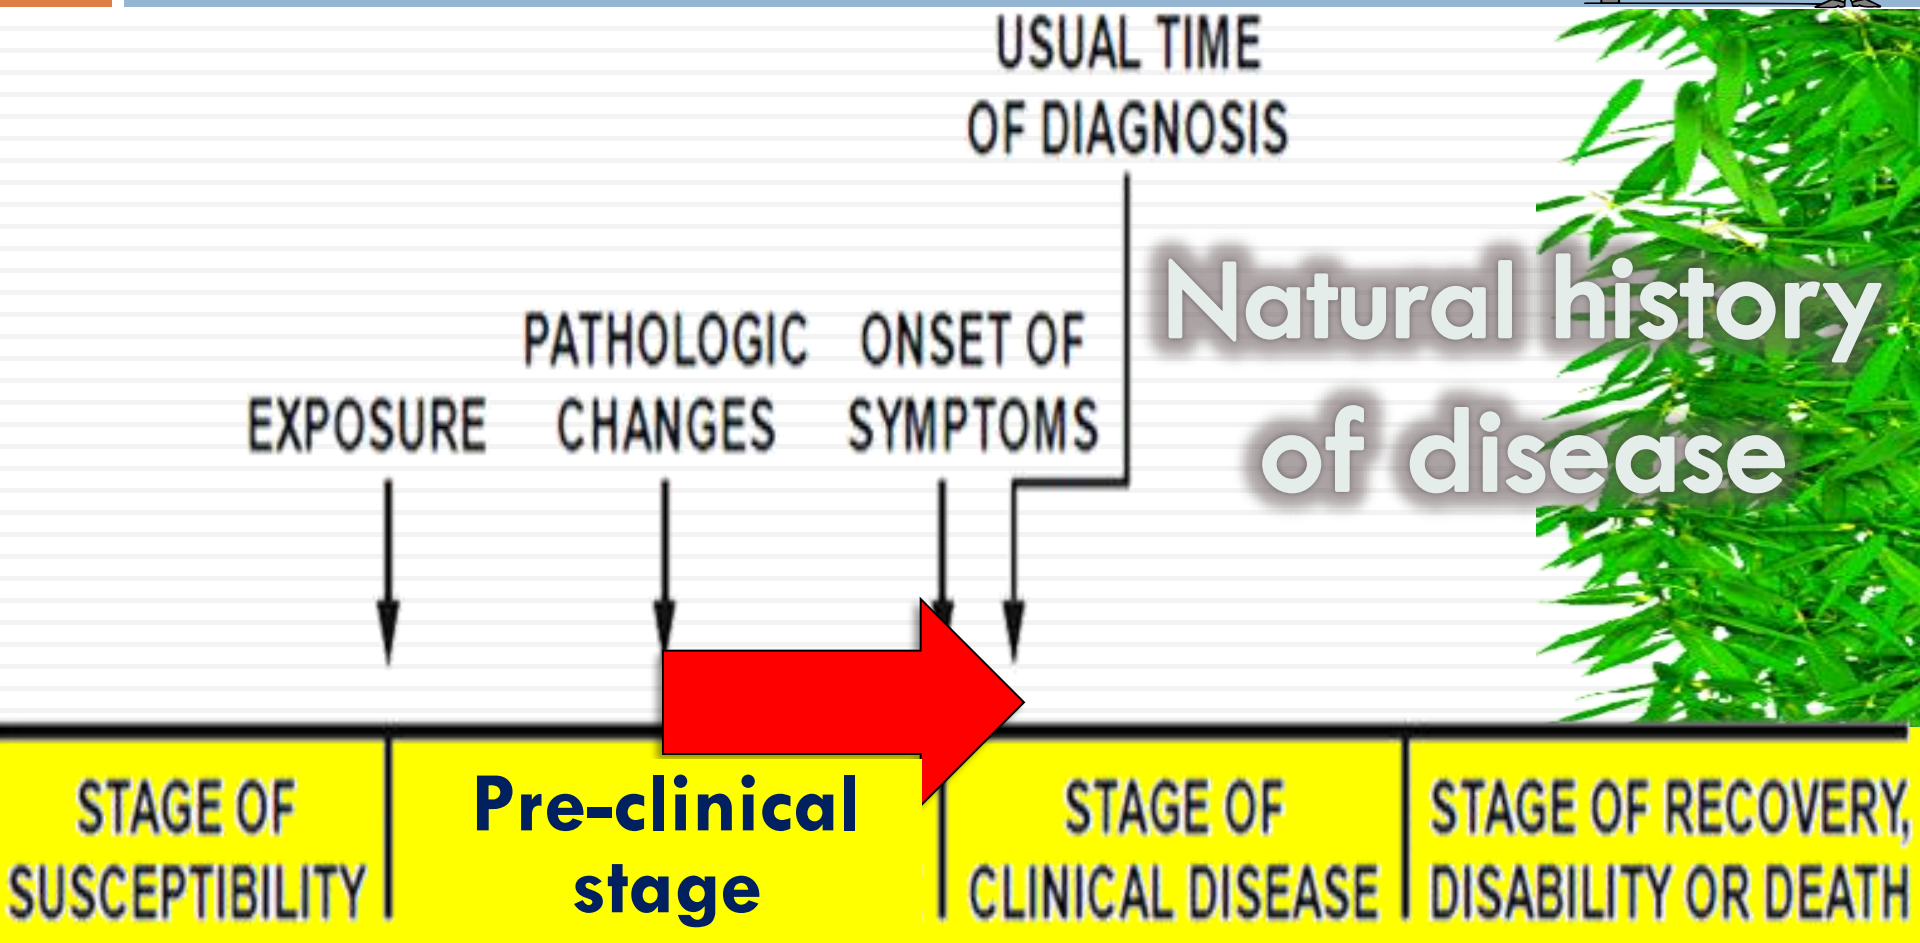 USUAL TIME
OF DIAGNOSIS
Natural history
of disease
EXPOSURE
PATHOLOGIC
CHANGES
ONSET OF
SYMPTOMS
STAGE OF
SUSCEPTIBILITY
Pre-clinical
stage
STAGE OF
CLINICAL DISEASE
STAGE OF RECOVERY,
DISABILITY OR DEATH